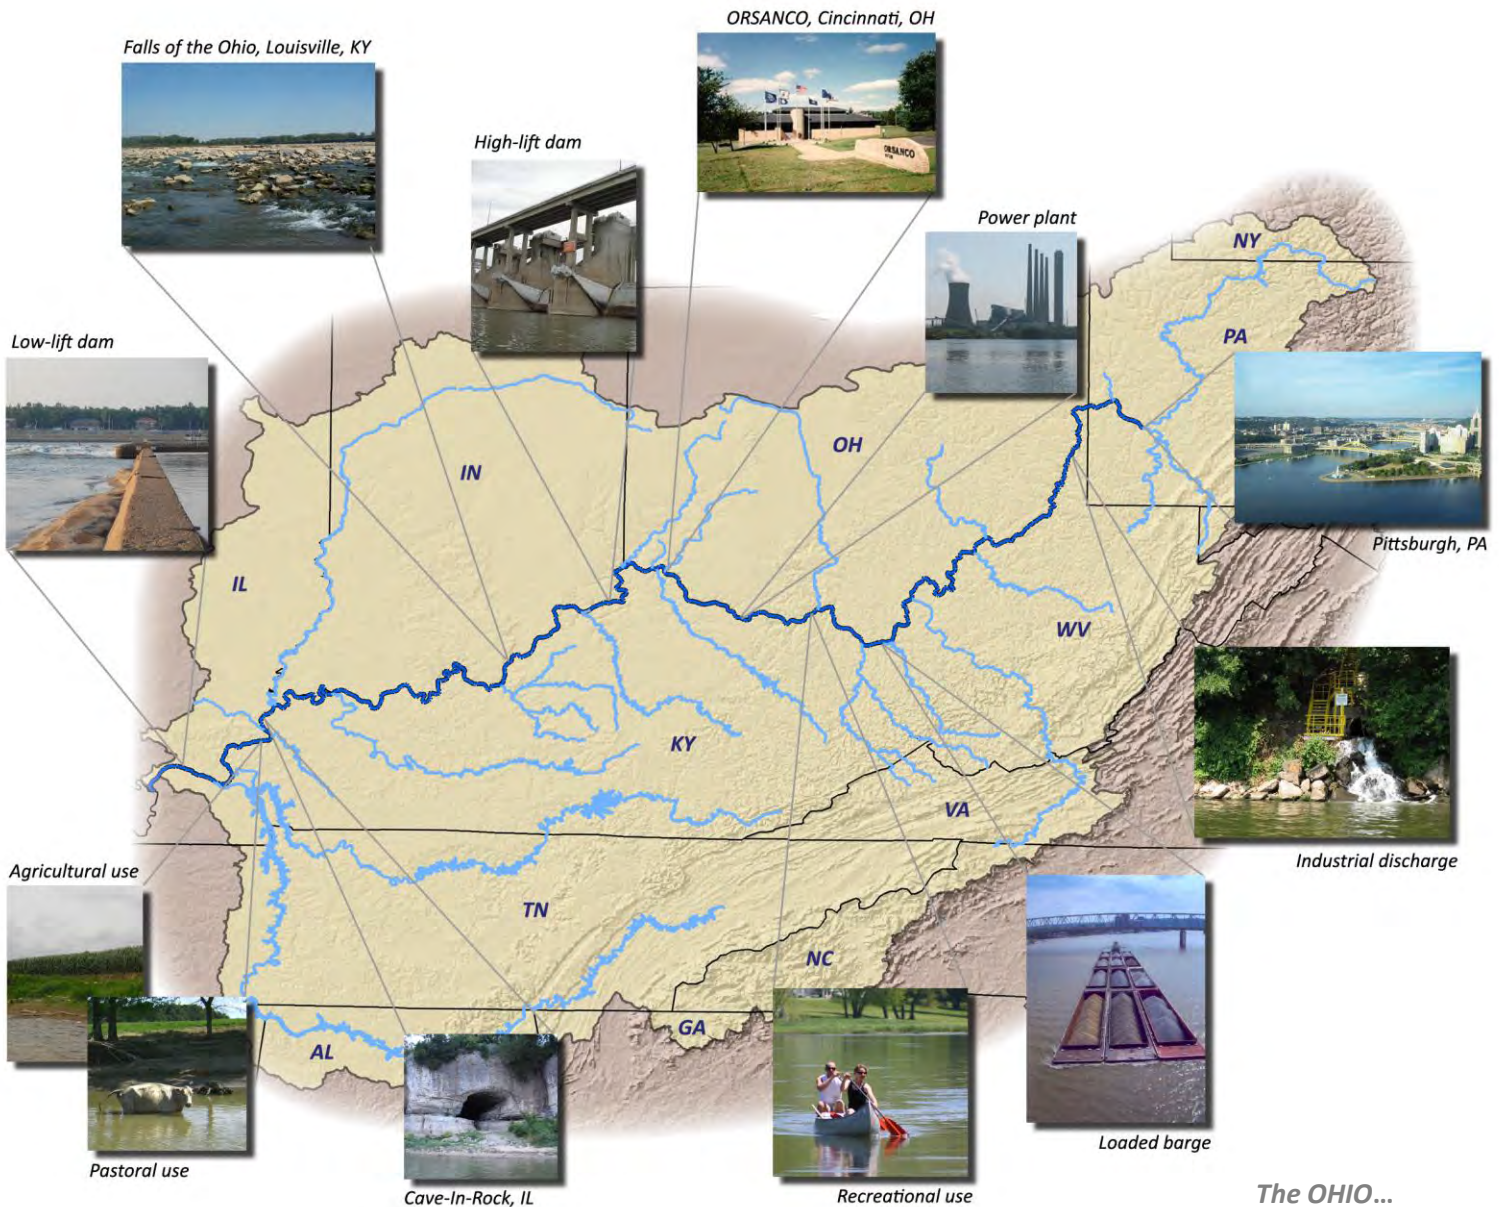 ORSANCO, Cincinnati, OH
Falls of the Ohio, Louisville, KY
High-lift dam
ORSANCO
Power plant
NY
Low-lift dam
PA
OH
IN
Pittsburgh, PA
IL
WV
KY
VA
Industrial discharge
Agricultural use
TN
NC
GA
AL
Loaded barge
Pastoral use
Cave-In-Rock, IL
Recreational use
The OHIO...